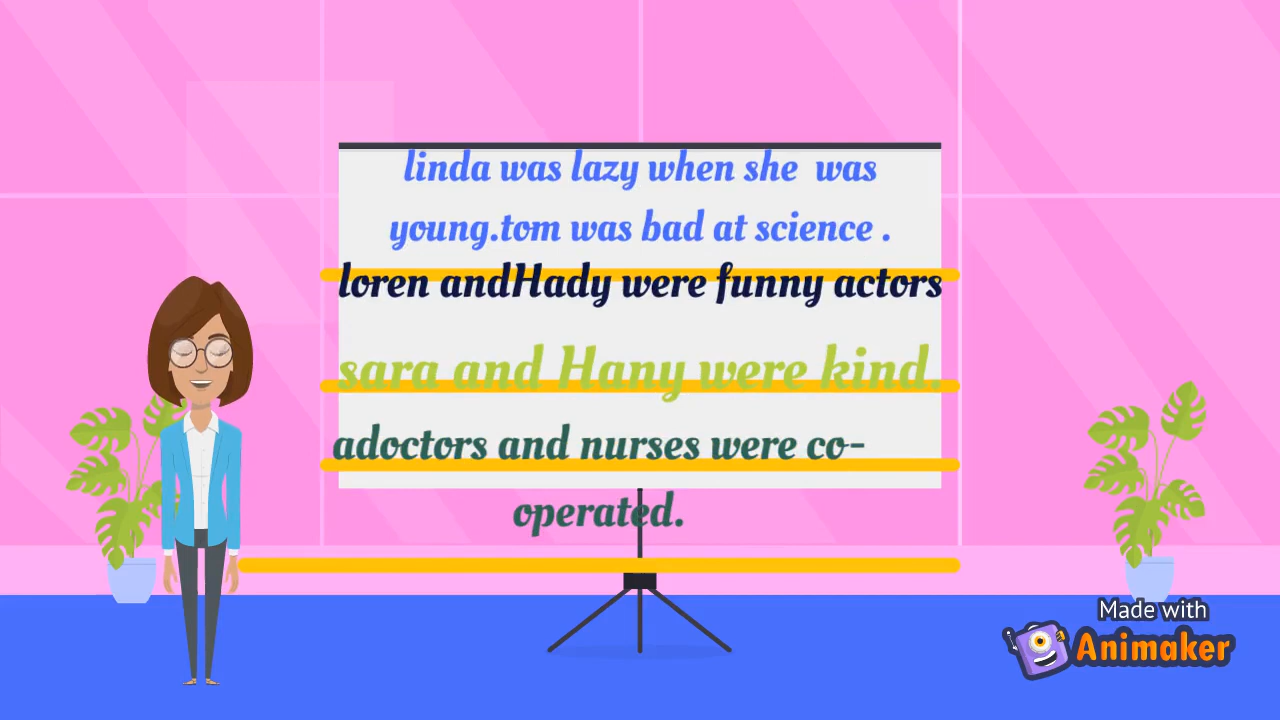 linda was lazy when she was
young.tom was bad at science .
loren andHady were funny actors
sara and Hany were kind.
adoctors and nurses were co-
operated.
Made with
Animaker